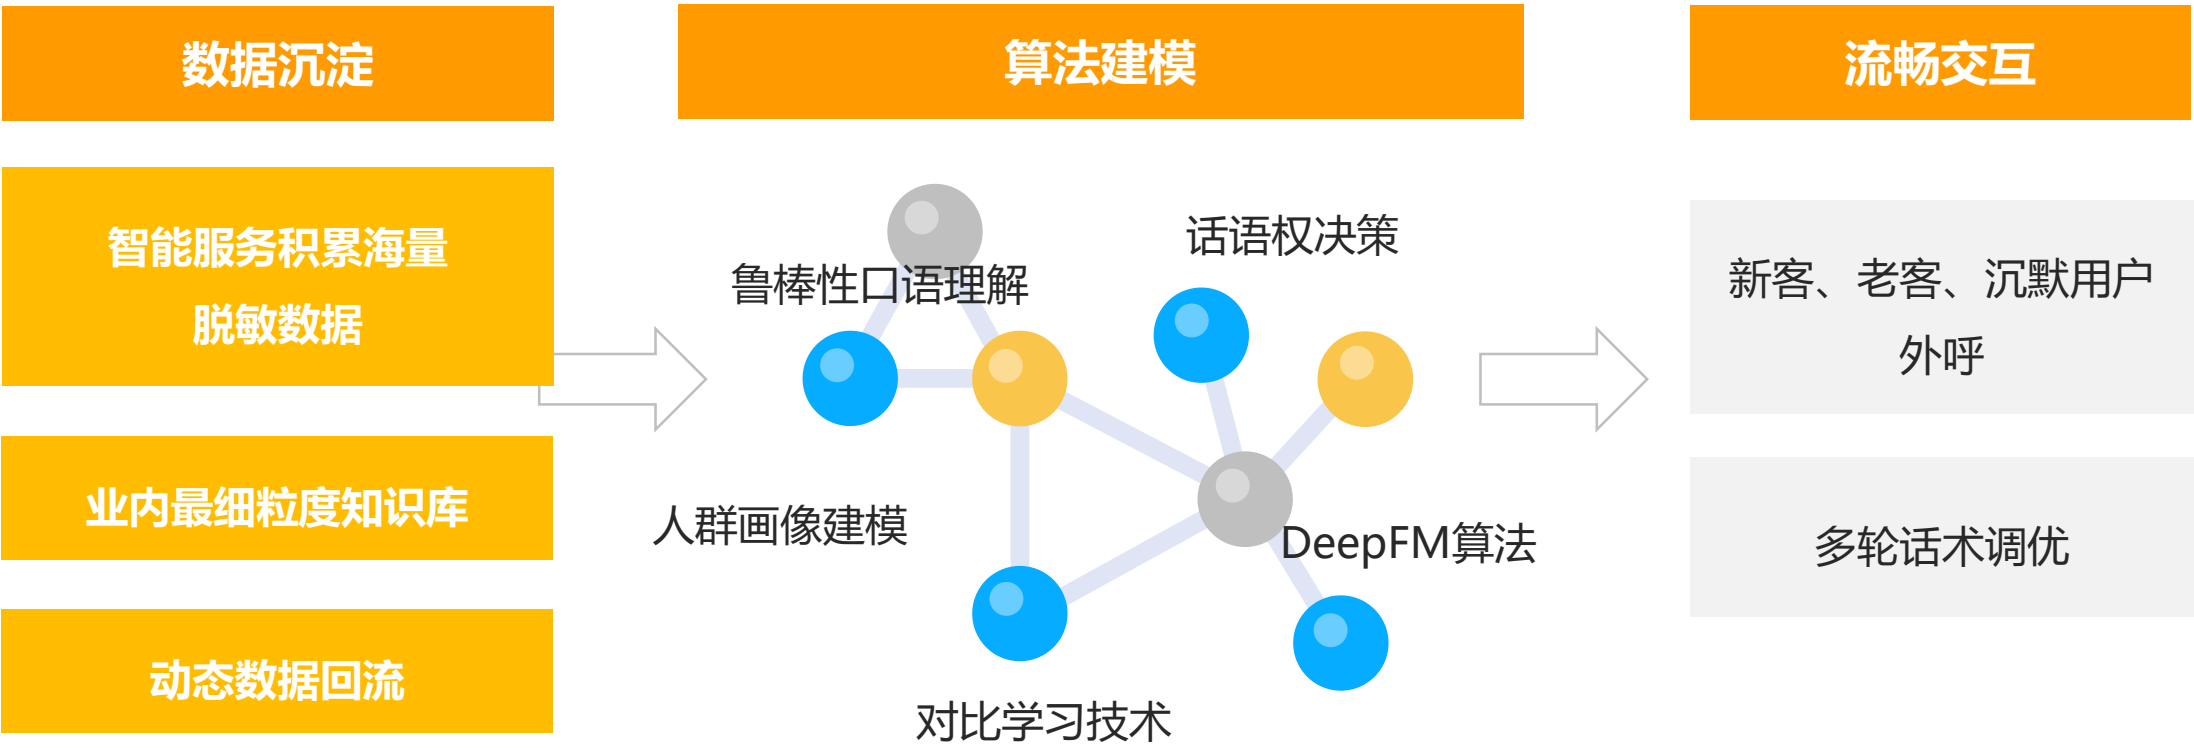 数据沉淀
算法建模
流畅交互
智能服务积累海量
脱敏数据
业内最细粒度知识库
动态数据回流
鲁棒性口语理解
话语权决策
人群画像建模
DeepFM算法
对比学习技术
新客、老客、沉默用户
外呼
多轮话术调优